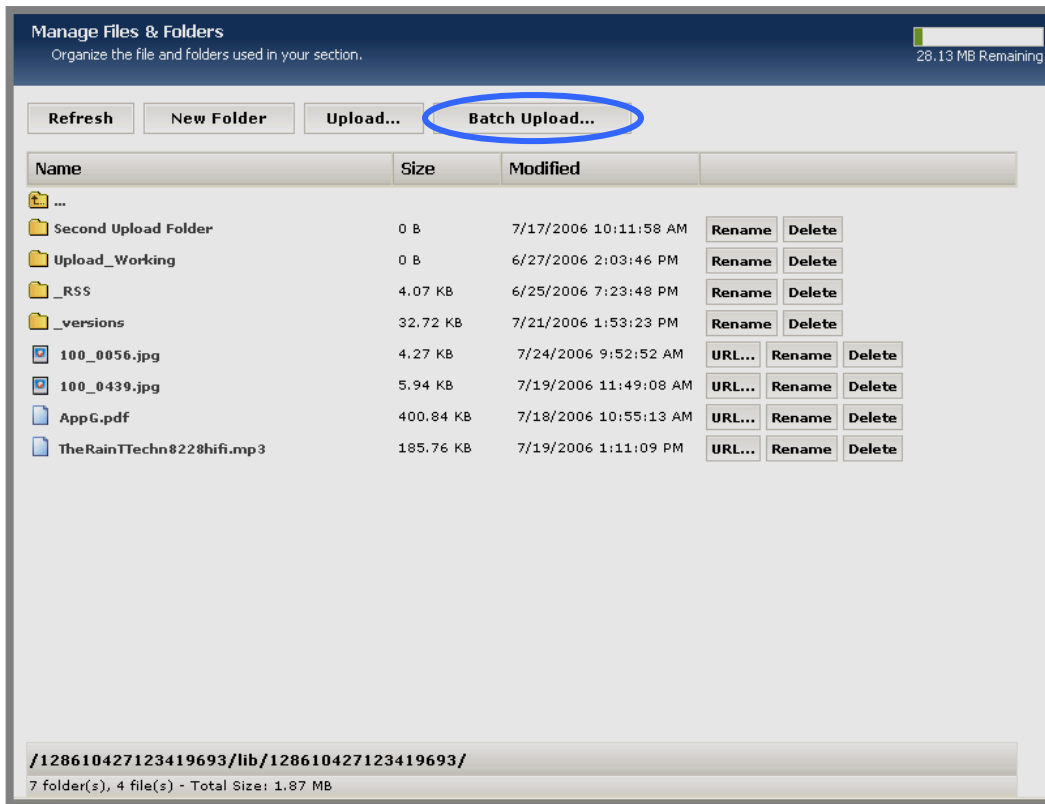 Manage Files & Folders
Organize the file and folders used in your section.
28.13 MB Remaining
Refresh New Folder Upload... Batch Upload...
Name Size Modified
...
Second Upload Folder 0 B 7/17/2006 10:11:58 AM Rename Delete
Upload_Working 0 B 6/27/2006 2:03:46 PM Rename Delete
_RSS 4.07 KB 6/25/2006 7:23:48 PM Rename Delete
_versions 32.72 KB 7/21/2006 1:53:23 PM Rename Delete
100_0056.jpg 4.27 KB 7/24/2006 9:52:52 AM URL... Rename Delete
100_0439.jpg 5.94 KB 7/19/2006 11:49:08 AM URL... Rename Delete
AppG.pdf 400.84 KB 7/18/2006 10:55:13 AM URL... Rename Delete
TheRainTTechn8228hifi.mp3 185.76 KB 7/19/2006 1:11:09 PM URL... Rename Delete
/128610427123419693/lib/128610427123419693/
7 folder(s), 4 file(s) - Total Size: 1.87 MB